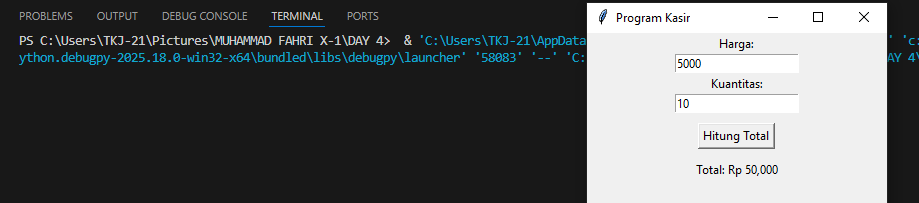 PROBLEMS OUTPUT DEBUG CONSOLE TERMINAL PORTS
PS C:\Users\TKJ-21\Pictures\MUHAMMAD FAHRI X-1\DAY 4> & 'C:\Users\TKJ-21\AppData
ython.debugpy-2025.18.0-win32-x64\bundled\libs\debugpy\launcher' '58083' '--' 'C:
' 'c:
AY 4\
Program Kasir
Harga:
5000
Kuantitas:
10
Hitung Total
Total: Rp 50,000